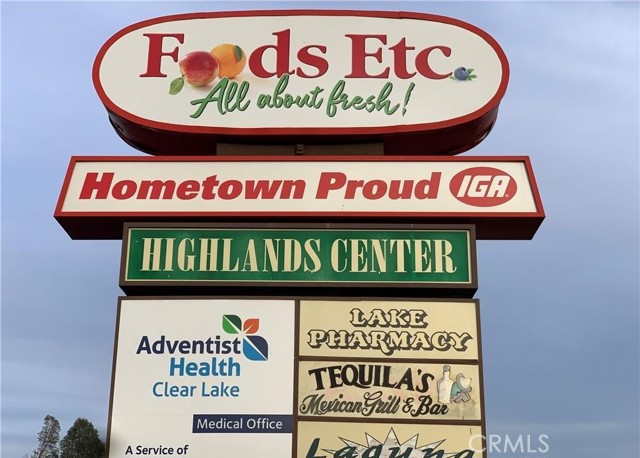 Foods Etc.
All about fresh!
Hometown Proud IGA
HIGHLANDS CENTER
Adventist
Health
Clear Lake
Medical Office
A Service of
LAKE
PHARMACY
TEQUILA'S
Mexican Grill & Bar
Laguna
CRMLS